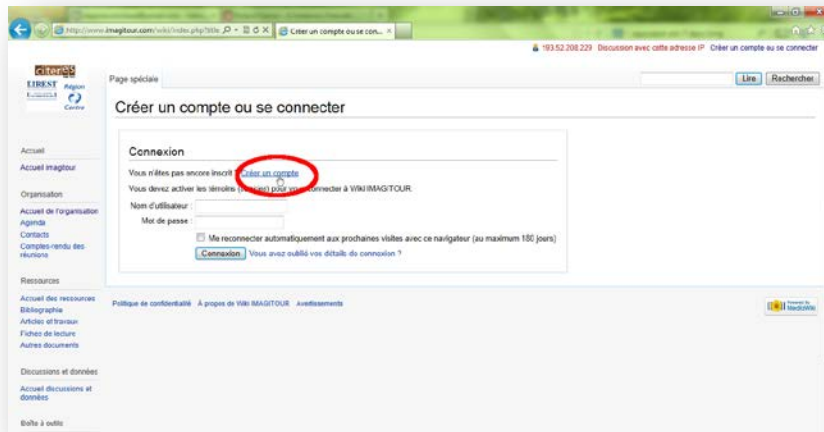 http://www.imagitour.com/wiki/index.php?title
Créer un compte ou se con...
193.52.208.229 Discussion avec cette adresse IP Créer un compte ou se connecter
citeres
Région
Centre
Page spéciale
Lire
Rechercher
Créer un compte ou se connecter
Connexion
Vous n'êtes pas encore inscrit ? Créer un compte
Vous devez activer les témoins (cookies) pour vous connecter à Wiki IMAGITOUR.
Nom d'utilisateur :
Mot de passe :
Me reconnecter automatiquement aux prochaines visites avec ce navigateur (au maximum 180 jours)
Connexion Vous avez oublié vos détails de connexion ?
Accueil
Accueil imagitour
Organisation
Accueil de l'organisation
Agenda
Contacts
Comptes-rendu des
réunions
Ressources
Accueil des ressources
Bibliographie
Articles et travaux
Fiches de lecture
Autres documents
Discussions et données
Accueil discussions et
données
Boîte à outils
Politique de confidentialité À propos de Wiki IMAGITOUR Avertissements
Powered By
MediaWiki